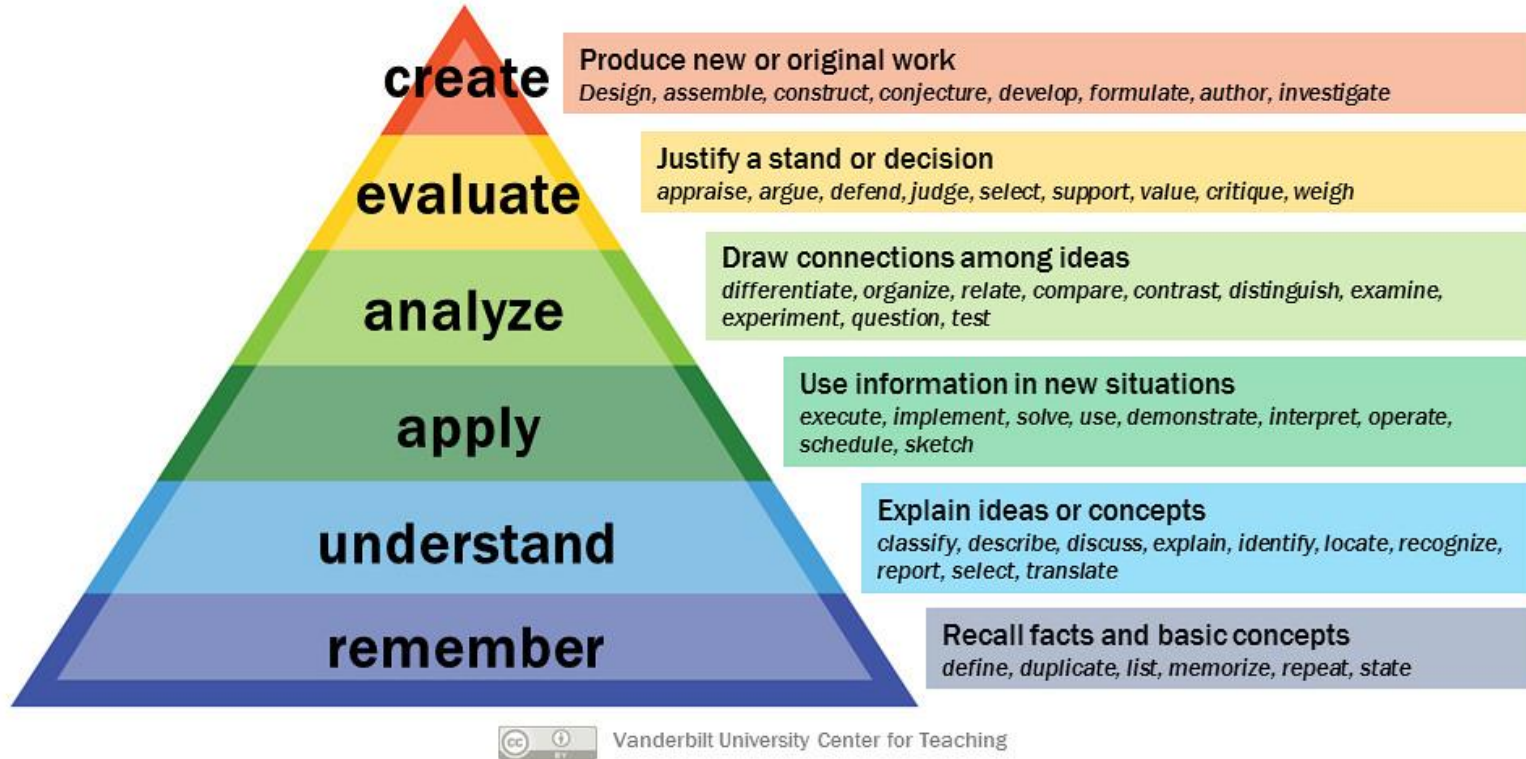 create
Produce new or original work
Design, assemble, construct, conjecture, develop, formulate, author, investigate
evaluate
Justify a stand or decision
appraise, argue, defend, judge, select, support, value, critique, weigh
analyze
Draw connections among ideas
differentiate, organize, relate, compare, contrast, distinguish, examine,
experiment, question, test
apply
Use information in new situations
execute, implement, solve, use, demonstrate, interpret, operate,
schedule, sketch
understand
Explain ideas or concepts
classify, describe, discuss, explain, identify, locate, recognize,
report, select, translate
remember
Recall facts and basic concepts
define, duplicate, list, memorize, repeat, state
cc BY Vanderbilt University Center for Teaching